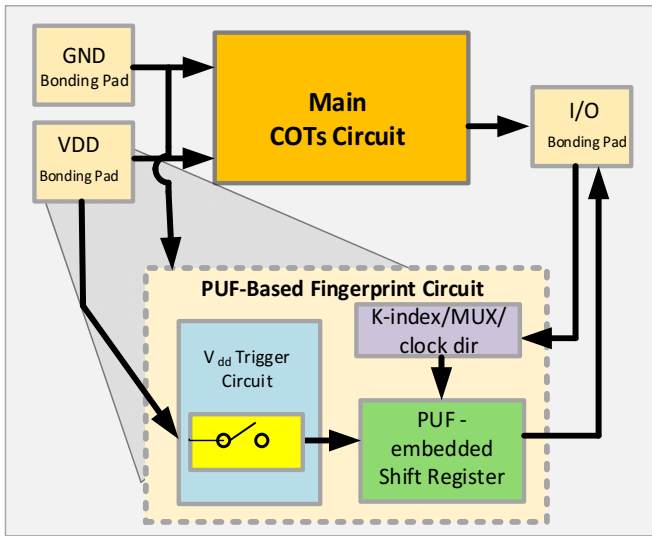 GND
Bonding Pad
Main
COTs Circuit
I/O
Bonding Pad
VDD
Bonding Pad
PUF-Based Fingerprint Circuit
K-index/MUX/
clock dir
V dd Trigger
Circuit
PUF -
embedded
Shift Register